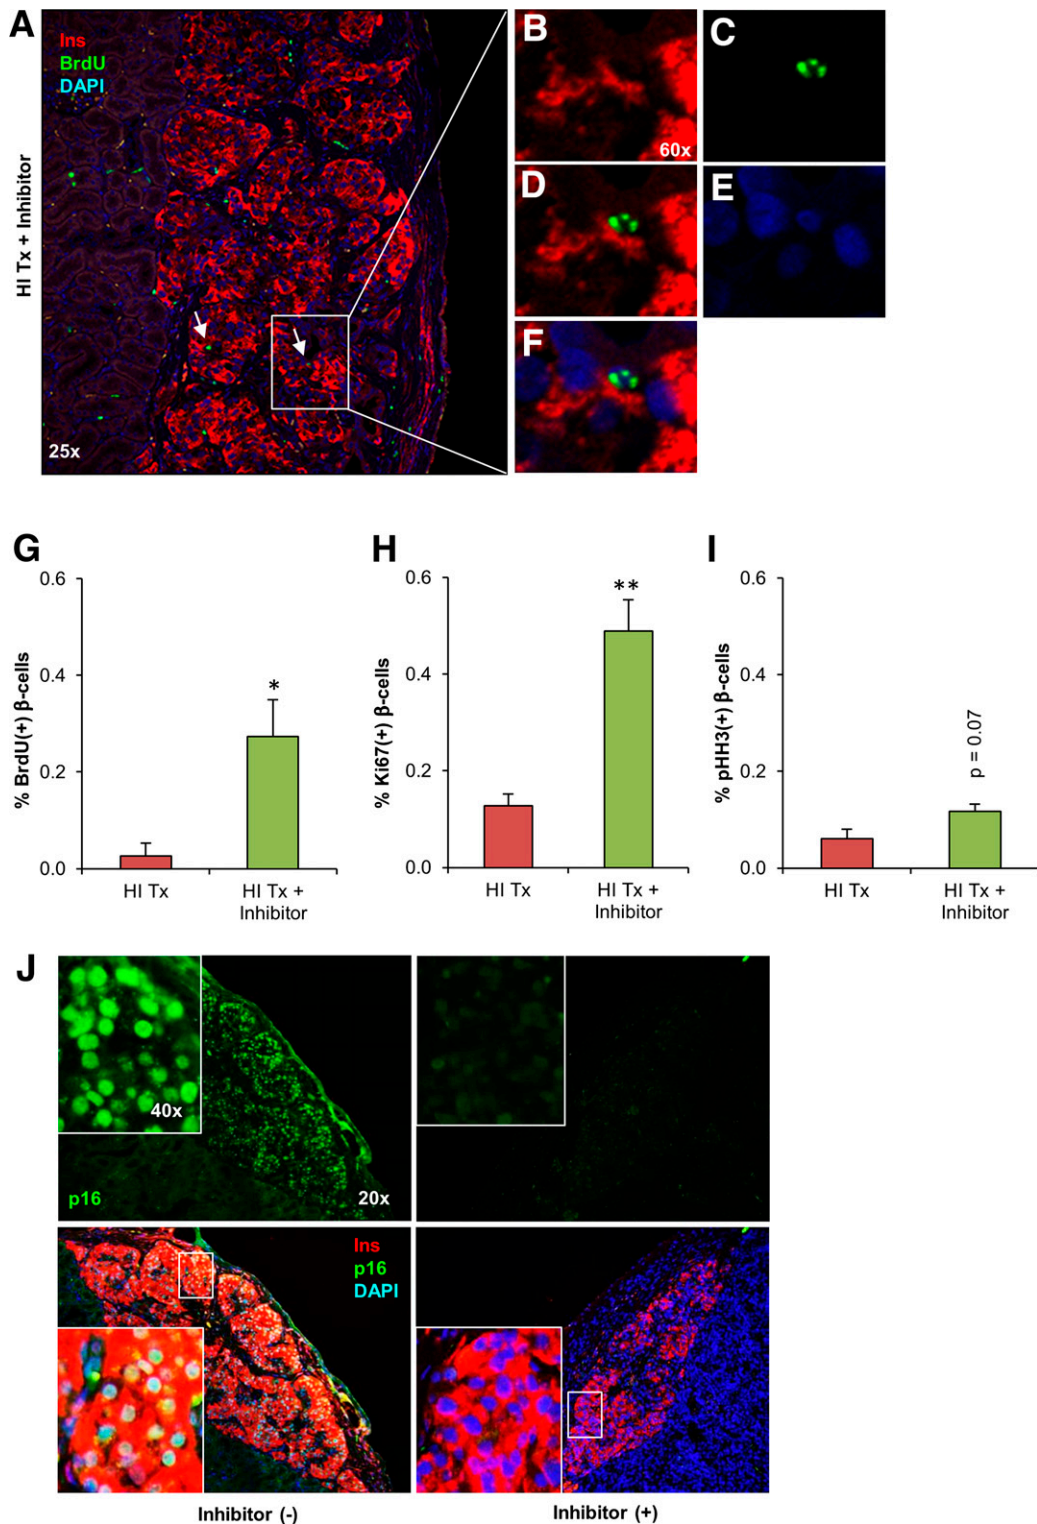 A
Ins
BrdU
DAPI
HI Tx + Inhibitor
25x
B
60x
C
D
E
F
G
% BrdU(+) β-cells
0.6
0.4
0.2
0.0
*
HI Tx
HI Tx +
Inhibitor
H
% Ki67(+) β-cells
0.6
0.4
0.2
0.0
**
HI Tx
HI Tx +
Inhibitor
I
% pHH3(+) β-cells
0.6
0.4
0.2
0.0
p = 0.07
HI Tx
HI Tx +
Inhibitor
J
40x
p16
20x
Ins
p16
DAPI
Inhibitor (-)
Inhibitor (+)